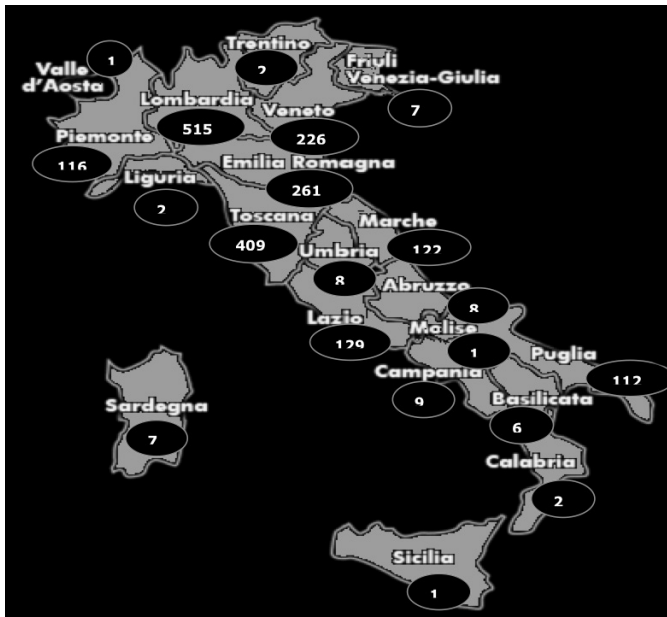 Trentino
Friuli
Venezia-Giulia
1
2
Valle
d'Aosta
Lombardia
Veneto
7
515
226
Piemonte
116
Emilia Romagna
Liguria
261
2
Toscana
Marche
409
122
Umbria
8
Abruzzo
8
Lazio
Molise
129
1
Puglia
Campania
112
9
Basilicata
6
Sardegna
7
Calabria
2
Sicilia
1